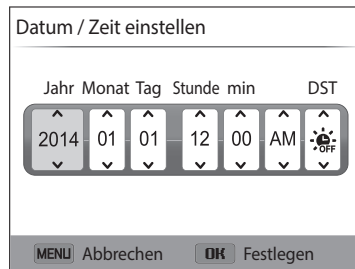 Datum / Zeit einstellen
Jahr Monat Tag Stunde min DST
2014 01 01 12 00 AM OFF
MENU Abbrechen OK Festlegen